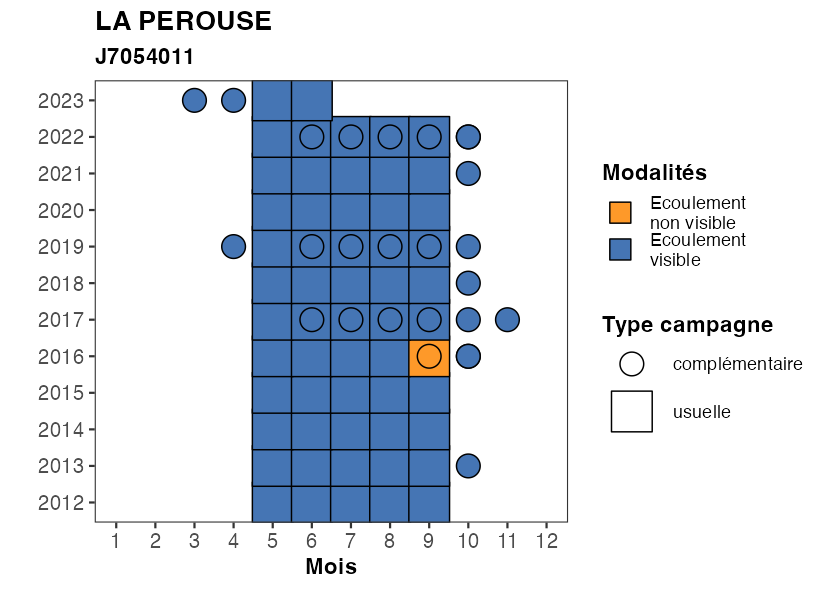 LA PEROUSE
J7054011
2023
2022
2021
2020
2019
2018
2017
2016
2015
2014
2013
2012
1 2 3 4 5 6 7 8 9 10 11 12
Mois
Modalités
Ecoulement
non visible
Ecoulement
visible
Type campagne
complémentaire
usuelle